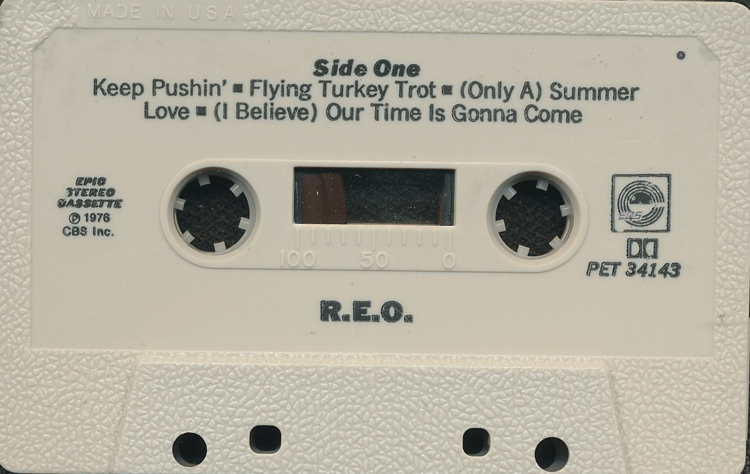 MADE IN U.S.A.
Side One
Keep Pushin' ▪ Flying Turkey Trot ▪ (Only A) Summer
Love ▪ (I Believe) Our Time Is Gonna Come
EPIC
STEREO
CASSETTE
Ⓟ 1976
CBS Inc.
100 50 0
PET 34143
R.E.O.